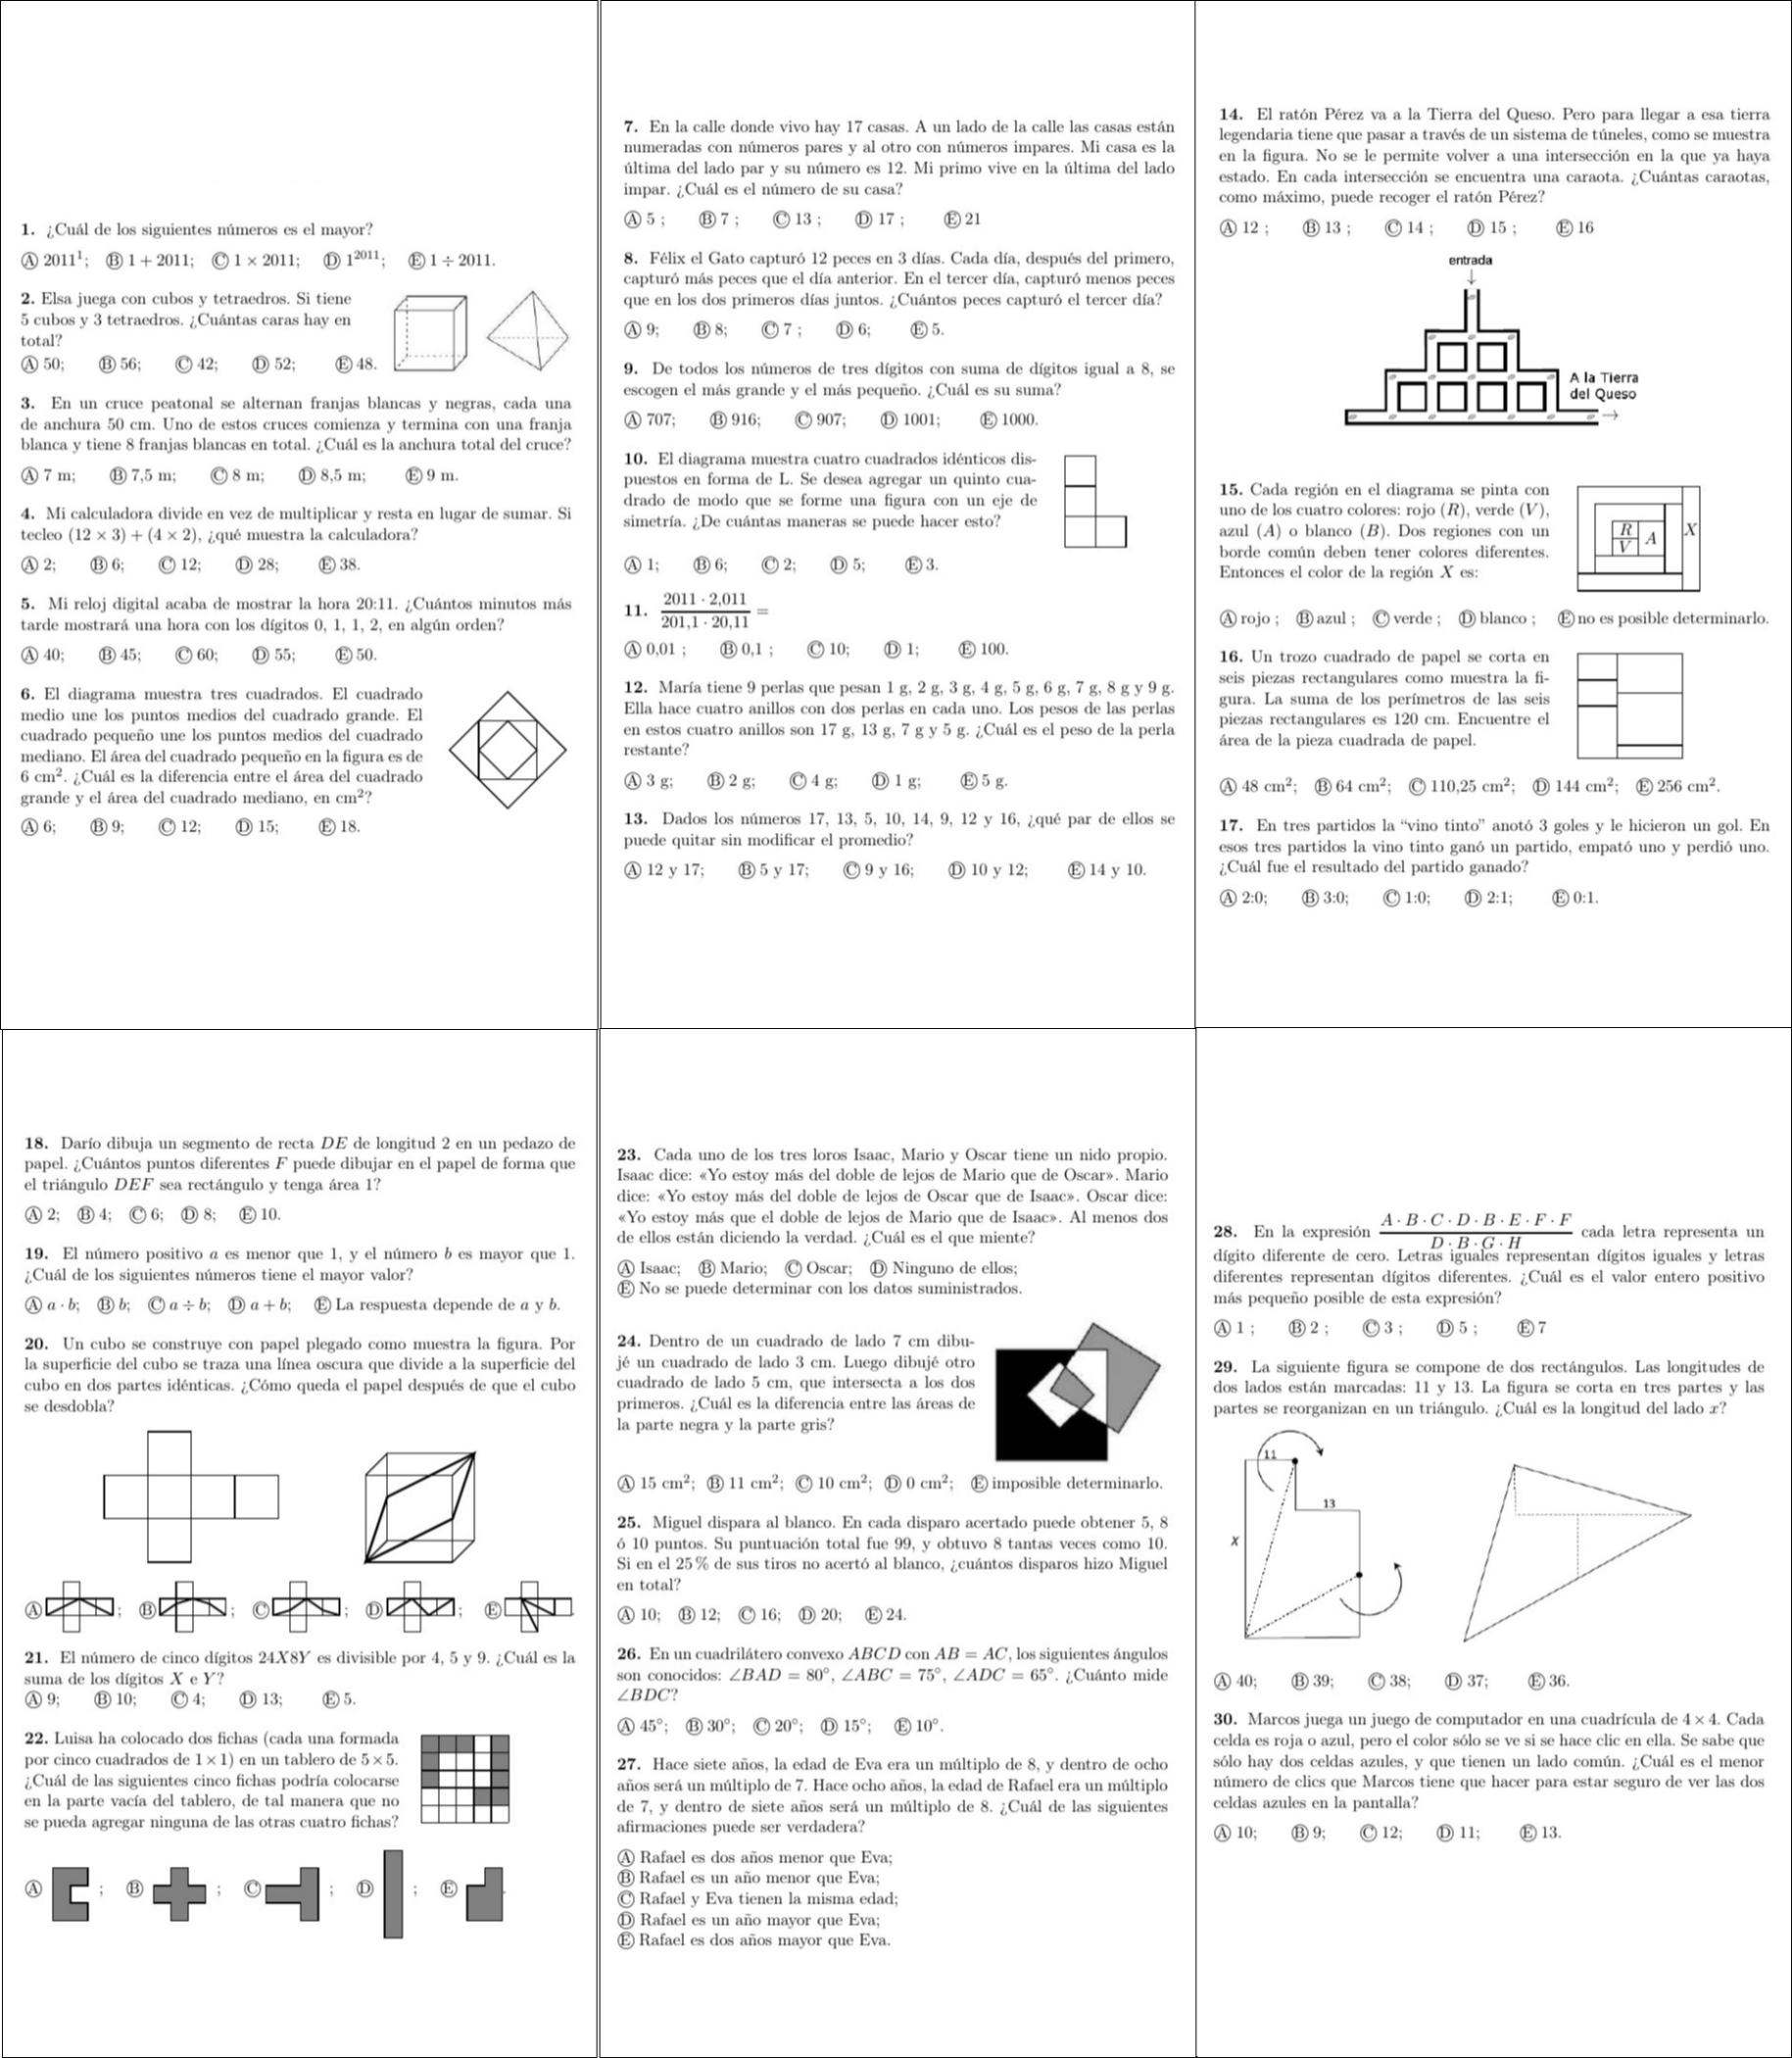 1. ¿Cuál de los siguientes números es el mayor?
Ⓐ 2011¹; Ⓑ 1 + 2011; Ⓒ 1 × 2011; Ⓓ 1²⁰¹¹; Ⓔ 1 ÷ 2011.
2. Elsa juega con cubos y tetraedros. Si tiene
5 cubos y 3 tetraedros. ¿Cuántas caras hay en
total?
Ⓐ 50; Ⓑ 56; Ⓒ 42; Ⓓ 52; Ⓔ 48.
3. En un cruce peatonal se alternan franjas blancas y negras, cada una
de anchura 50 cm. Uno de estos cruces comienza y termina con una franja
blanca y tiene 8 franjas blancas en total. ¿Cuál es la anchura total del cruce?
Ⓐ 7 m; Ⓑ 7,5 m; Ⓒ 8 m; Ⓓ 8,5 m; Ⓔ 9 m.
4. Mi calculadora divide en vez de multiplicar y resta en lugar de sumar. Si
tecleo (12 × 3) + (4 × 2), ¿qué muestra la calculadora?
Ⓐ 2; Ⓑ 6; Ⓒ 12; Ⓓ 28; Ⓔ 38.
5. Mi reloj digital acaba de mostrar la hora 20:11. ¿Cuántos minutos más
tarde mostrará una hora con los dígitos 0, 1, 1, 2, en algún orden?
Ⓐ 40; Ⓑ 45; Ⓒ 60; Ⓓ 55; Ⓔ 50.
6. El diagrama muestra tres cuadrados. El cuadrado
medio une los puntos medios del cuadrado grande. El
cuadrado pequeño une los puntos medios del cuadrado
mediano. El área del cuadrado pequeño en la figura es de
6 cm². ¿Cuál es la diferencia entre el área del cuadrado
grande y el área del cuadrado mediano, en cm²?
Ⓐ 6; Ⓑ 9; Ⓒ 12; Ⓓ 15; Ⓔ 18.
7. En la calle donde vivo hay 17 casas. A un lado de la calle las casas están
numeradas con números pares y al otro con números impares. Mi casa es la
última del lado par y su número es 12. Mi primo vive en la última del lado
impar. ¿Cuál es el número de su casa?
Ⓐ 5 ; Ⓑ 7 ; Ⓒ 13 ; Ⓓ 17 ; Ⓔ 21
8. Félix el Gato capturó 12 peces en 3 días. Cada día, después del primero,
capturó más peces que el día anterior. En el tercer día, capturó menos peces
que en los dos primeros días juntos. ¿Cuántos peces capturó el tercer día?
Ⓐ 9; Ⓑ 8; Ⓒ 7 ; Ⓓ 6; Ⓔ 5.
9. De todos los números de tres dígitos con suma de dígitos igual a 8, se
escogen el más grande y el más pequeño. ¿Cuál es su suma?
Ⓐ 707; Ⓑ 916; Ⓒ 907; Ⓓ 1001; Ⓔ 1000.
10. El diagrama muestra cuatro cuadrados idénticos dis-
puestos en forma de L. Se desea agregar un quinto cua-
drado de modo que se forme una figura con un eje de
simetría. ¿De cuántas maneras se puede hacer esto?
Ⓐ 1; Ⓑ 6; Ⓒ 2; Ⓓ 5; Ⓔ 3.
2011 · 2,011
11. =
201,1 · 20,11
Ⓐ 0,01 ; Ⓑ 0,1 ; Ⓒ 10; Ⓓ 1; Ⓔ 100.
12. María tiene 9 perlas que pesan 1 g, 2 g, 3 g, 4 g, 5 g, 6 g, 7 g, 8 g y 9 g.
Ella hace cuatro anillos con dos perlas en cada uno. Los pesos de las perlas
en estos cuatro anillos son 17 g, 13 g, 7 g y 5 g. ¿Cuál es el peso de la perla
restante?
Ⓐ 3 g; Ⓑ 2 g; Ⓒ 4 g; Ⓓ 1 g; Ⓔ 5 g.
13. Dados los números 17, 13, 5, 10, 14, 9, 12 y 16, ¿qué par de ellos se
puede quitar sin modificar el promedio?
Ⓐ 12 y 17; Ⓑ 5 y 17; Ⓒ 9 y 16; Ⓓ 10 y 12; Ⓔ 14 y 10.
14. El ratón Pérez va a la Tierra del Queso. Pero para llegar a esa tierra
legendaria tiene que pasar a través de un sistema de túneles, como se muestra
en la figura. No se le permite volver a una intersección en la que ya haya
estado. En cada intersección se encuentra una caraota. ¿Cuántas caraotas,
como máximo, puede recoger el ratón Pérez?
Ⓐ 12 ; Ⓑ 13 ; Ⓒ 14 ; Ⓓ 15 ; Ⓔ 16
entrada
A la Tierra
del Queso
15. Cada región en el diagrama se pinta con
uno de los cuatro colores: rojo (R), verde (V),
azul (A) o blanco (B). Dos regiones con un
borde común deben tener colores diferentes.
Entonces el color de la región X es:
R
V A X
Ⓐ rojo ; Ⓑ azul ; Ⓒ verde ; Ⓓ blanco ; Ⓔ no es posible determinarlo.
16. Un trozo cuadrado de papel se corta en
seis piezas rectangulares como muestra la fi-
gura. La suma de los perímetros de las seis
piezas rectangulares es 120 cm. Encuentre el
área de la pieza cuadrada de papel.
Ⓐ 48 cm²; Ⓑ 64 cm²; Ⓒ 110,25 cm²; Ⓓ 144 cm²; Ⓔ 256 cm².
17. En tres partidos la “vino tinto” anotó 3 goles y le hicieron un gol. En
esos tres partidos la vino tinto ganó un partido, empató uno y perdió uno.
¿Cuál fue el resultado del partido ganado?
Ⓐ 2:0; Ⓑ 3:0; Ⓒ 1:0; Ⓓ 2:1; Ⓔ 0:1.
18. Darío dibuja un segmento de recta DE de longitud 2 en un pedazo de
papel. ¿Cuántos puntos diferentes F puede dibujar en el papel de forma que
el triángulo DEF sea rectángulo y tenga área 1?
Ⓐ 2; Ⓑ 4; Ⓒ 6; Ⓓ 8; Ⓔ 10.
19. El número positivo a es menor que 1, y el número b es mayor que 1.
¿Cuál de los siguientes números tiene el mayor valor?
Ⓐ a · b; Ⓑ b; Ⓒ a ÷ b; Ⓓ a + b; Ⓔ La respuesta depende de a y b.
20. Un cubo se construye con papel plegado como muestra la figura. Por
la superficie del cubo se traza una línea oscura que divide a la superficie del
cubo en dos partes idénticas. ¿Cómo queda el papel después de que el cubo
se desdobla?
Ⓐ ; Ⓑ ; Ⓒ ; Ⓓ ; Ⓔ
21. El número de cinco dígitos 24X8Y es divisible por 4, 5 y 9. ¿Cuál es la
suma de los dígitos X e Y?
Ⓐ 9; Ⓑ 10; Ⓒ 4; Ⓓ 13; Ⓔ 5.
22. Luisa ha colocado dos fichas (cada una formada
por cinco cuadrados de 1 × 1) en un tablero de 5 × 5.
¿Cuál de las siguientes cinco fichas podría colocarse
en la parte vacía del tablero, de tal manera que no
se pueda agregar ninguna de las otras cuatro fichas?
Ⓐ ; Ⓑ ; Ⓒ ; Ⓓ ; Ⓔ .
23. Cada uno de los tres loros Isaac, Mario y Oscar tiene un nido propio.
Isaac dice: «Yo estoy más del doble de lejos de Mario que de Oscar». Mario
dice: «Yo estoy más del doble de lejos de Oscar que de Isaac». Oscar dice:
«Yo estoy más que el doble de lejos de Mario que de Isaac». Al menos dos
de ellos están diciendo la verdad. ¿Cuál es el que miente?
Ⓐ Isaac; Ⓑ Mario; Ⓒ Oscar; Ⓓ Ninguno de ellos;
Ⓔ No se puede determinar con los datos suministrados.
24. Dentro de un cuadrado de lado 7 cm dibu-
jé un cuadrado de lado 3 cm. Luego dibujé otro
cuadrado de lado 5 cm, que intersecta a los dos
primeros. ¿Cuál es la diferencia entre las áreas de
la parte negra y la parte gris?
Ⓐ 15 cm²; Ⓑ 11 cm²; Ⓒ 10 cm²; Ⓓ 0 cm²; Ⓔ imposible determinarlo.
25. Miguel dispara al blanco. En cada disparo acertado puede obtener 5, 8
ó 10 puntos. Su puntuación total fue 99, y obtuvo 8 tantas veces como 10.
Si en el 25 % de sus tiros no acertó al blanco, ¿cuántos disparos hizo Miguel
en total?
Ⓐ 10; Ⓑ 12; Ⓒ 16; Ⓓ 20; Ⓔ 24.
26. En un cuadrilátero convexo ABCD con AB = AC, los siguientes ángulos
son conocidos: ∠BAD = 80°, ∠ABC = 75°, ∠ADC = 65°. ¿Cuánto mide
∠BDC?
Ⓐ 45°; Ⓑ 30°; Ⓒ 20°; Ⓓ 15°; Ⓔ 10°.
27. Hace siete años, la edad de Eva era un múltiplo de 8, y dentro de ocho
años será un múltiplo de 7. Hace ocho años, la edad de Rafael era un múltiplo
de 7, y dentro de siete años será un múltiplo de 8. ¿Cuál de las siguientes
afirmaciones puede ser verdadera?
Ⓐ Rafael es dos años menor que Eva;
Ⓑ Rafael es un año menor que Eva;
Ⓒ Rafael y Eva tienen la misma edad;
Ⓓ Rafael es un año mayor que Eva;
Ⓔ Rafael es dos años mayor que Eva.
A · B · C · D · B · E · F · F
28. En la expresión cada letra representa un
D · B · G · H
dígito diferente de cero. Letras iguales representan dígitos iguales y letras
diferentes representan dígitos diferentes. ¿Cuál es el valor entero positivo
más pequeño posible de esta expresión?
Ⓐ 1 ; Ⓑ 2 ; Ⓒ 3 ; Ⓓ 5 ; Ⓔ 7
29. La siguiente figura se compone de dos rectángulos. Las longitudes de
dos lados están marcadas: 11 y 13. La figura se corta en tres partes y las
partes se reorganizan en un triángulo. ¿Cuál es la longitud del lado x?
11
13
x
Ⓐ 40; Ⓑ 39; Ⓒ 38; Ⓓ 37; Ⓔ 36.
30. Marcos juega un juego de computador en una cuadrícula de 4 × 4. Cada
celda es roja o azul, pero el color sólo se ve si se hace clic en ella. Se sabe que
sólo hay dos celdas azules, y que tienen un lado común. ¿Cuál es el menor
número de clics que Marcos tiene que hacer para estar seguro de ver las dos
celdas azules en la pantalla?
Ⓐ 10; Ⓑ 9; Ⓒ 12; Ⓓ 11; Ⓔ 13.